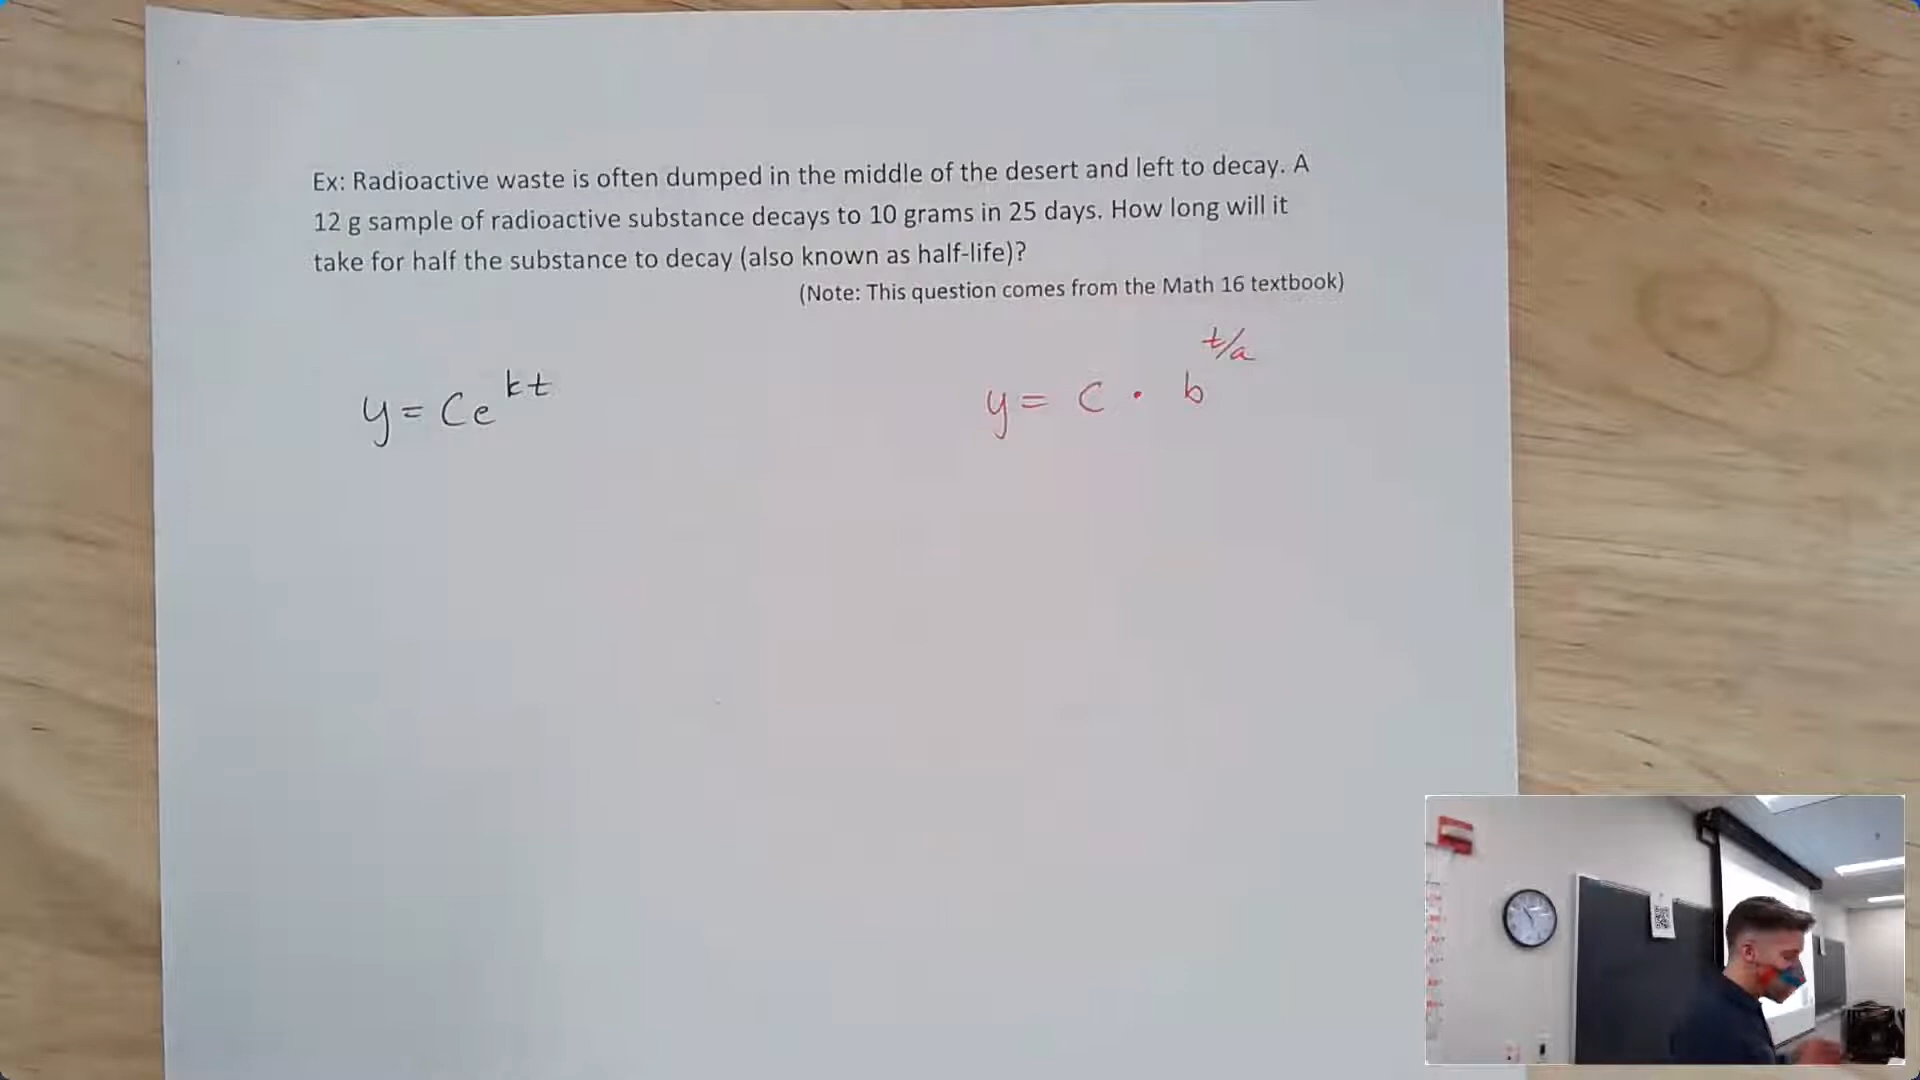 Ex: Radioactive waste is often dumped in the middle of the desert and left to decay. A
12 g sample of radioactive substance decays to 10 grams in 25 days. How long will it
take for half the substance to decay (also known as half-life)?
(Note: This question comes from the Math 16 textbook)
y = Ce^{kt}
y = C · b^{t/a}